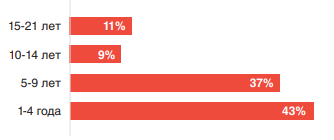 15-21 лет 11%
10-14 лет 9%
5-9 лет 37%
1-4 года 43%